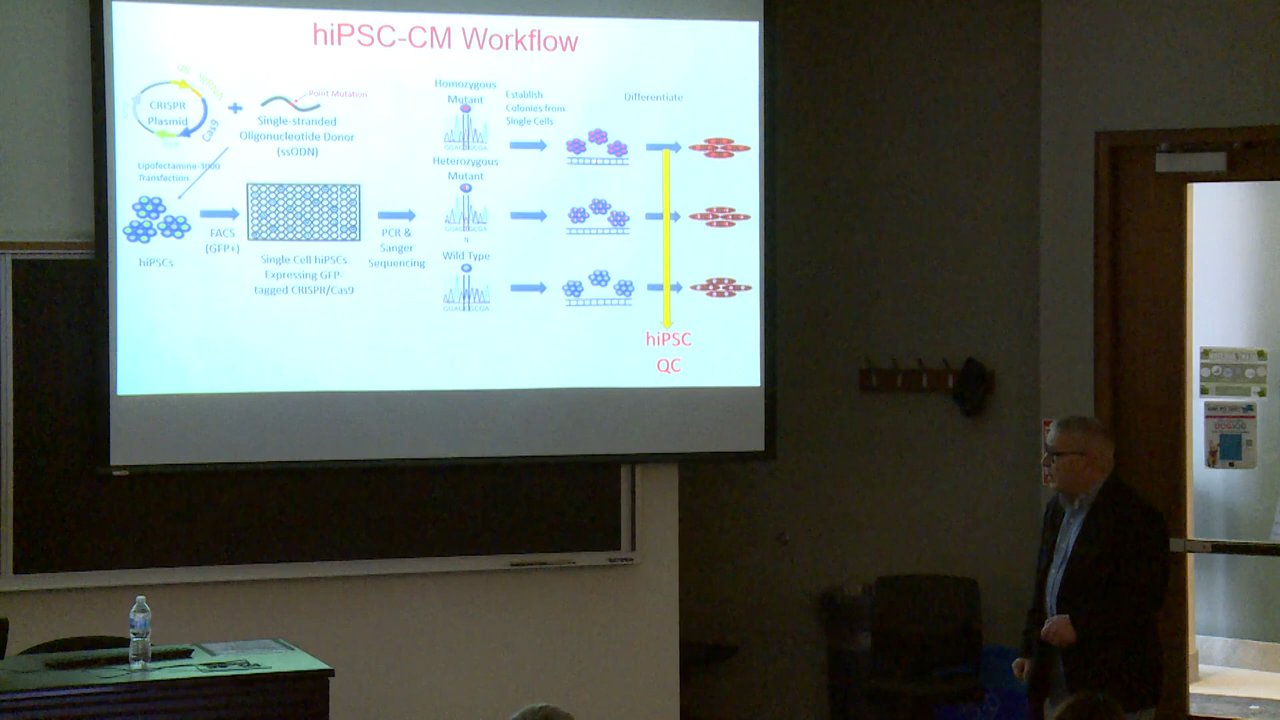 hiPSC-CM Workflow
CRISPR
Plasmid
Cas9
+
Point Mutation
Single-stranded
Oligonucleotide Donor
(ssODN)
Lipofectamine-3000
Transfection
hiPSCs
FACS
(GFP+)
Single Cell hiPSCs
Expressing GFP-
tagged CRISPR/Cas9
PCR &
Sanger
Sequencing
Homozygous
Mutant
Heterozygous
Mutant
N
Wild Type
Establish
Colonies from
Single Cells
Differentiate
hiPSC
QC